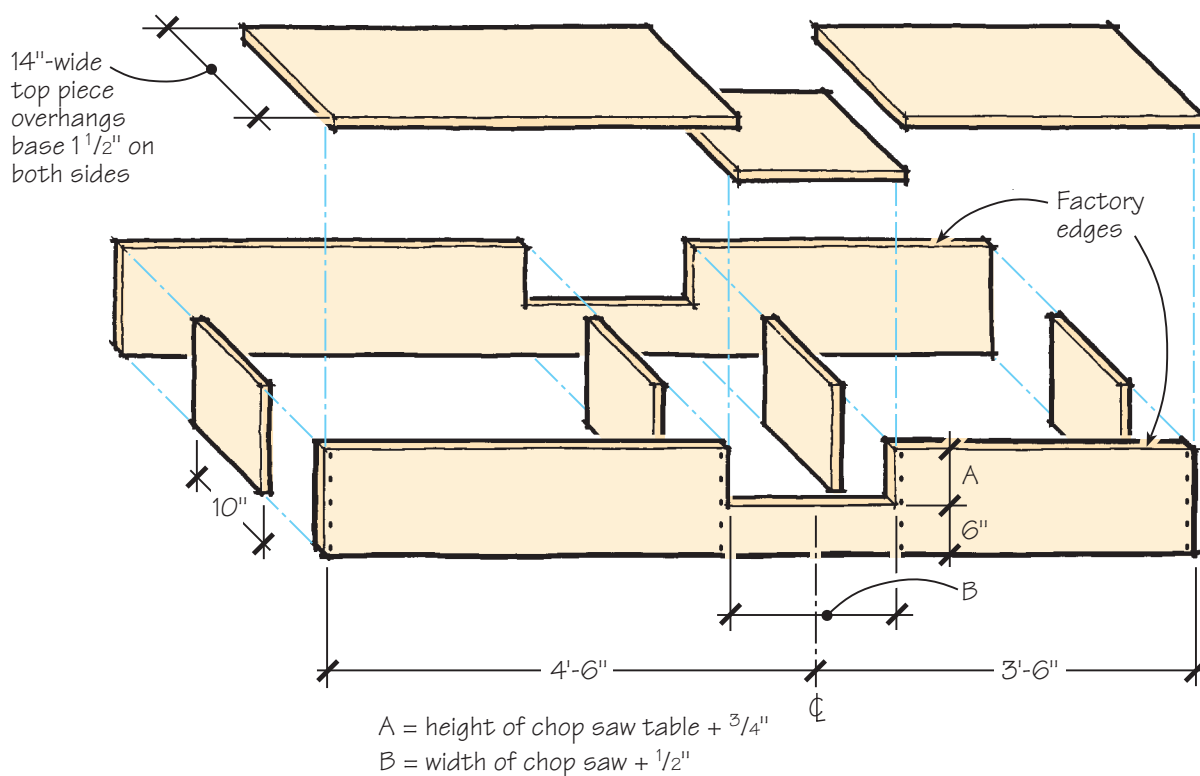 14"-wide
top piece
overhangs
base 1 1/2" on
both sides
Factory
edges
A
10"
6"
B
4'-6"
3'-6"
℄
A = height of chop saw table + 3/4"
B = width of chop saw + 1/2"